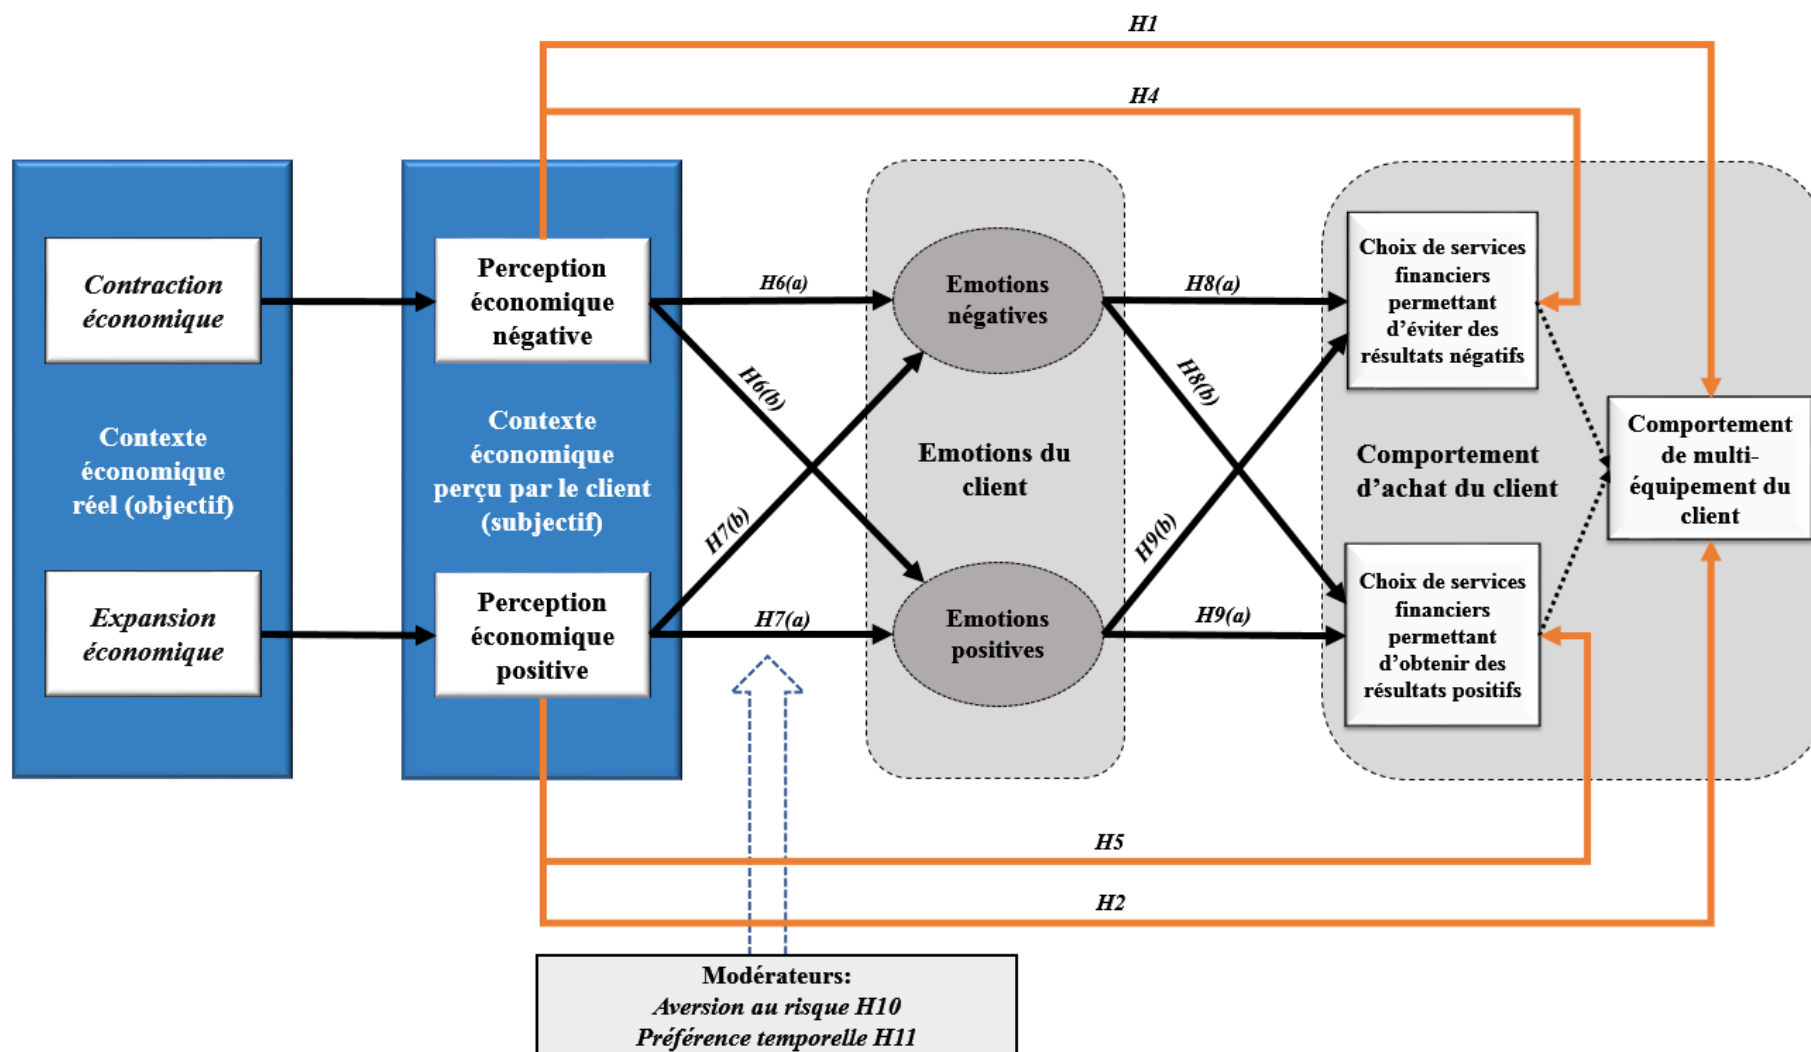 H1
H4
Contraction
économique
Contexte
économique
réel (objectif)
Expansion
économique
Perception
économique
négative
Contexte
économique
perçu par le client
(subjectif)
Perception
économique
positive
H6(a)
H6(b)
H7(b)
H7(a)
Emotions
négatives
Emotions du
client
Emotions
positives
H8(a)
H8(b)
H9(b)
H9(a)
Choix de services
financiers
permettant
d’éviter des
résultats négatifs
Comportement
d’achat du client
Choix de services
financiers
permettant
d’obtenir des
résultats positifs
Comportement
de multi-
équipement du
client
H5
H2
Modérateurs:
Aversion au risque H10
Préférence temporelle H11